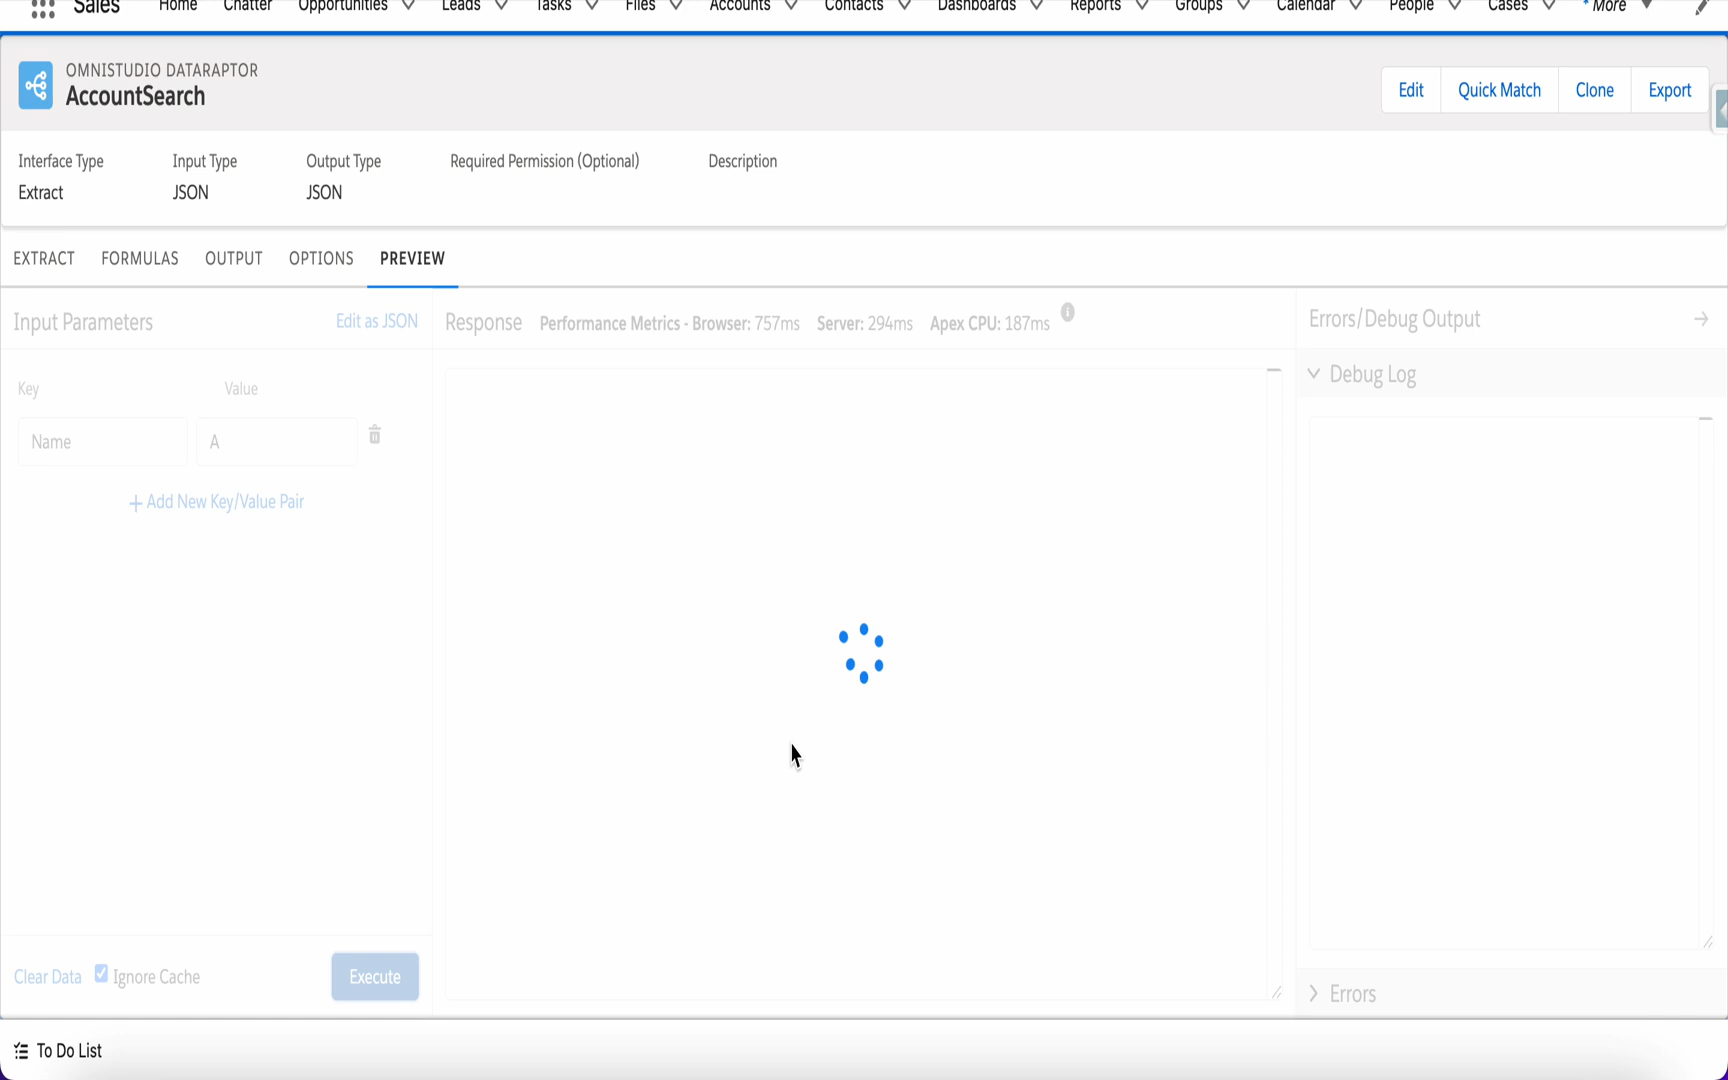 Sales Home Chatter Opportunities Leads Tasks Files Accounts Contacts Dashboards Reports Groups Calendar People Cases * More
OMNISTUDIO DATARAPTOR
AccountSearch
Edit Quick Match Clone Export
Interface Type Input Type Output Type Required Permission (Optional) Description
Extract JSON JSON
EXTRACT FORMULAS OUTPUT OPTIONS PREVIEW
Input Parameters Edit as JSON
Response Performance Metrics - Browser: 757ms Server: 294ms Apex CPU: 187ms
Errors/Debug Output
Debug Log
Key Value
Name A
+ Add New Key/Value Pair
Clear Data Ignore Cache Execute
Errors
To Do List